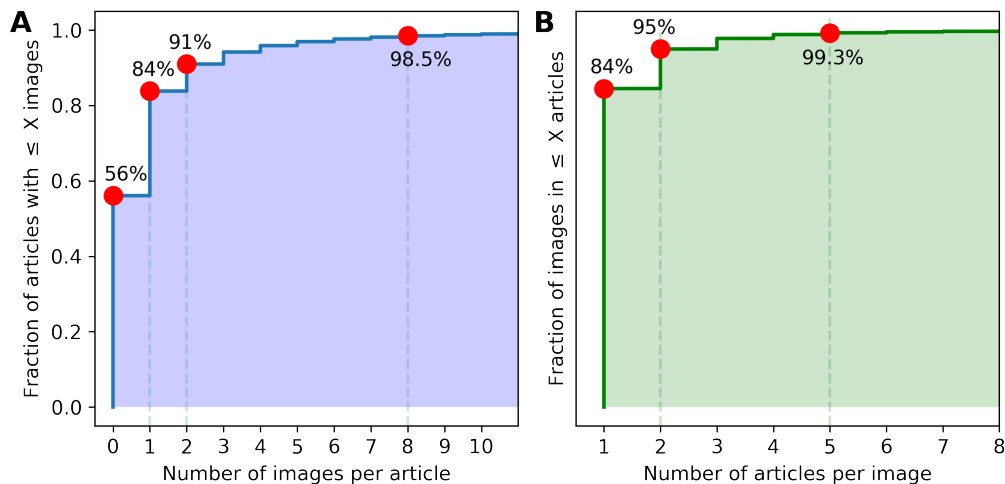 A
Fraction of articles with ≤ X images
1.0
0.8
0.6
0.4
0.2
0.0
56%
84%
91%
98.5%
0 1 2 3 4 5 6 7 8 9 10
Number of images per article
B
Fraction of images in ≤ X articles
84%
95%
99.3%
1 2 3 4 5 6 7 8
Number of articles per image